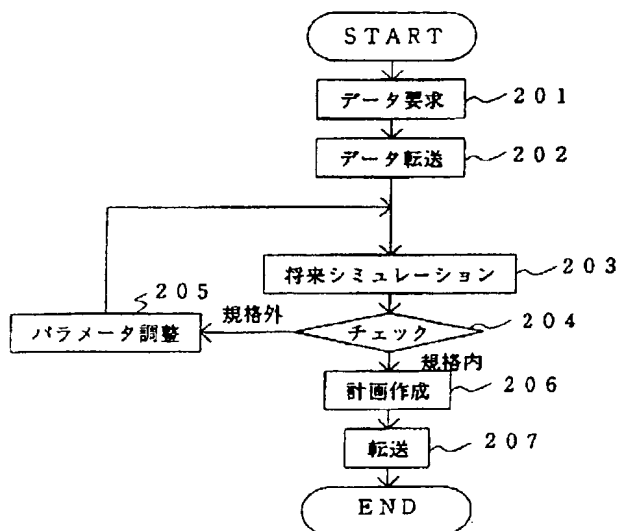 START
データ要求
201
データ転送
202
将来シミュレーション
203
205
規格外
チェック
204
パラメータ調整
規格内
計画作成
206
転送
207
END